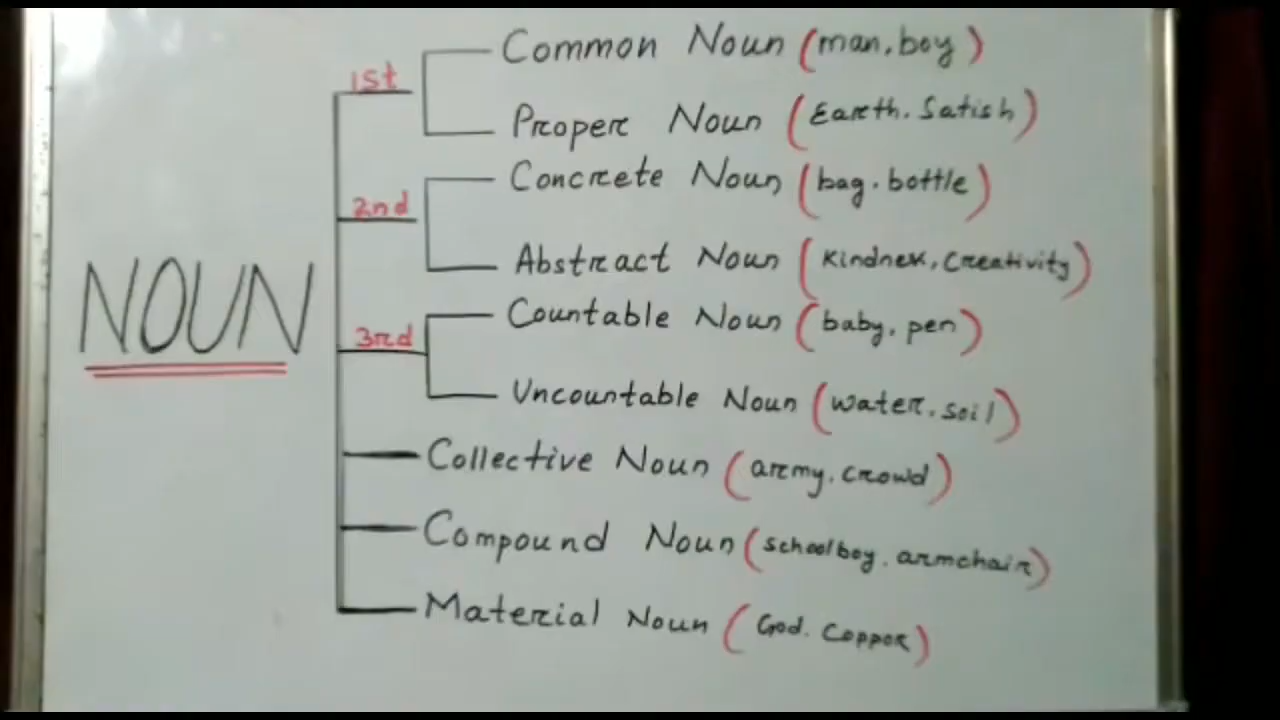 Common Noun (man, boy)
1st
Proper Noun (Earth. Satish)
Concrete Noun (bag. bottle)
2nd
Abstract Noun (Kindness, Creativity)
NOUN
Countable Noun (baby, pen)
3rd
Uncountable Noun (water. soil)
Collective Noun (army. crowd)
Compound Noun (schoolboy. armchair)
Material Noun (God. Coppor)